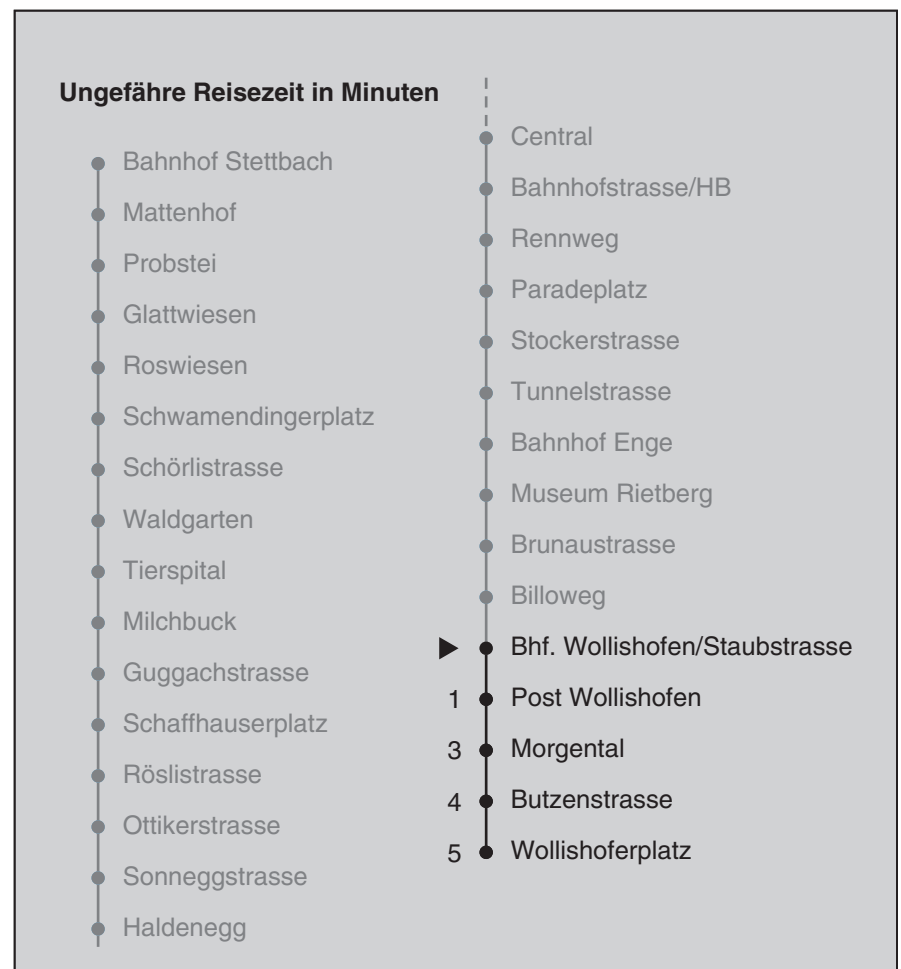 Ungefähre Reisezeit in Minuten
Bahnhof Stettbach
Mattenhof
Probstei
Glattwiesen
Roswiesen
Schwamendingerplatz
Schörlistrasse
Waldgarten
Tierspital
Milchbuck
Guggachstrasse
Schaffhauserplatz
Röslistrasse
Ottikerstrasse
Sonneggstrasse
Haldenegg
Central
Bahnhofstrasse/HB
Rennweg
Paradeplatz
Stockerstrasse
Tunnelstrasse
Bahnhof Enge
Museum Rietberg
Brunaustrasse
Billoweg
Bhf. Wollishofen/Staubstrasse
1 Post Wollishofen
3 Morgental
4 Butzenstrasse
5 Wollishoferplatz